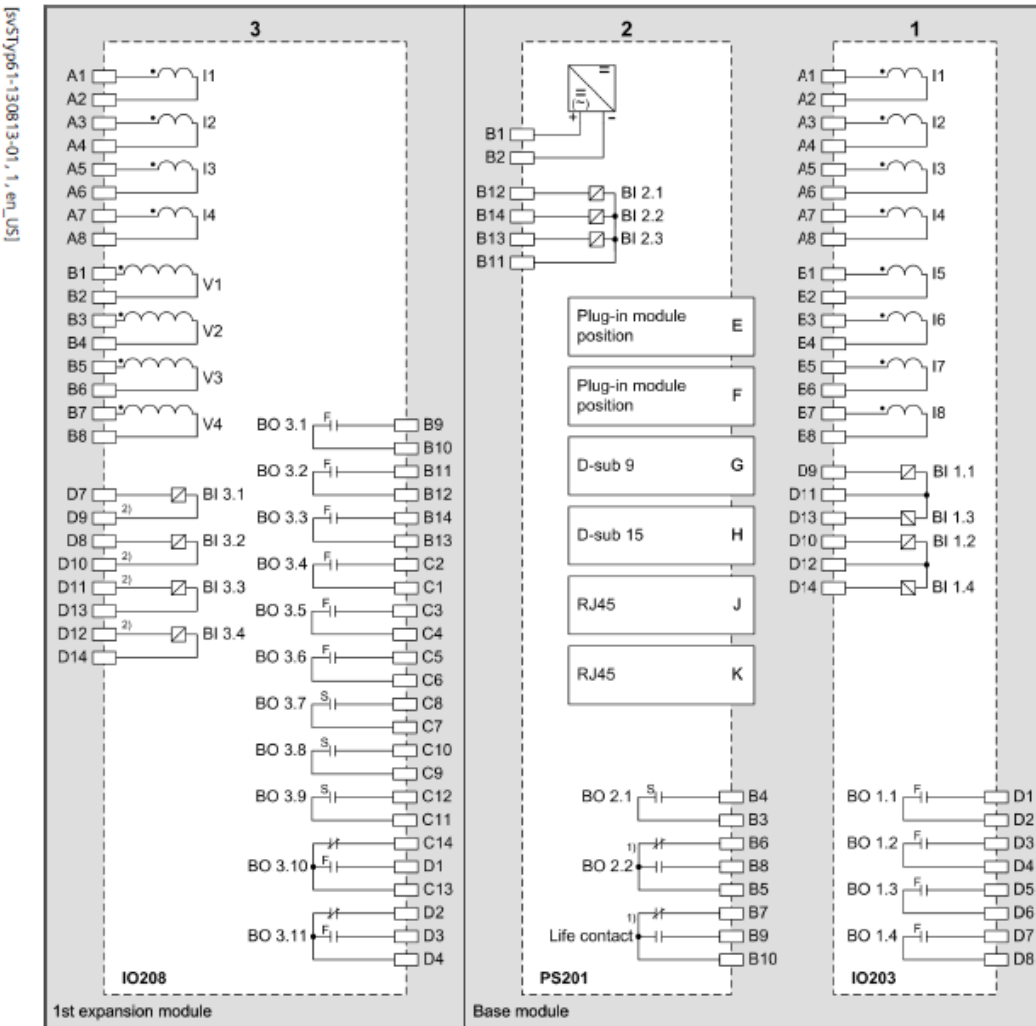 [svSTyp61-130813-01, 1, en_US]
3
A1 I1
A2
A3 I2
A4
A5 I3
A6
A7 I4
A8
B1 V1
B2
B3 V2
B4
B5 V3
B6
B7 V4
B8
D7 BI 3.1
D9 2)
D8 BI 3.2
D10 2)
D11 2) BI 3.3
D13
D12 2) BI 3.4
D14
BO 3.1 F B9
B10
BO 3.2 F B11
B12
BO 3.3 F B14
B13
BO 3.4 F C2
C1
BO 3.5 F C3
C4
BO 3.6 F C5
C6
BO 3.7 S C8
C7
BO 3.8 S C10
C9
BO 3.9 S C12
C11
C14
BO 3.10 F D1
C13
D2
BO 3.11 F D3
D4
IO208
1st expansion module
2
= = (~)
+ −
B1
B2
B12 BI 2.1
B14 BI 2.2
B13 BI 2.3
B11
Plug-in module
position E
Plug-in module
position F
D-sub 9 G
D-sub 15 H
RJ45 J
RJ45 K
BO 2.1 S B4
B3
1) B6
BO 2.2 B8
B5
1) B7
Life contact B9
B10
PS201
Base module
1
A1 I1
A2
A3 I2
A4
A5 I3
A6
A7 I4
A8
E1 I5
E2
E3 I6
E4
E5 I7
E6
E7 I8
E8
D9 BI 1.1
D11
D13 BI 1.3
D10 BI 1.2
D12
D14 BI 1.4
BO 1.1 F D1
D2
BO 1.2 F D3
D4
BO 1.3 F D5
D6
BO 1.4 F D7
D8
IO203